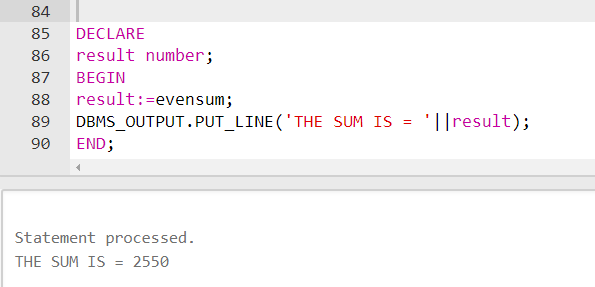 84
85 DECLARE
86 result number;
87 BEGIN
88 result:=evensum;
89 DBMS_OUTPUT.PUT_LINE('THE SUM IS = '||result);
90 END;
Statement processed.
THE SUM IS = 2550